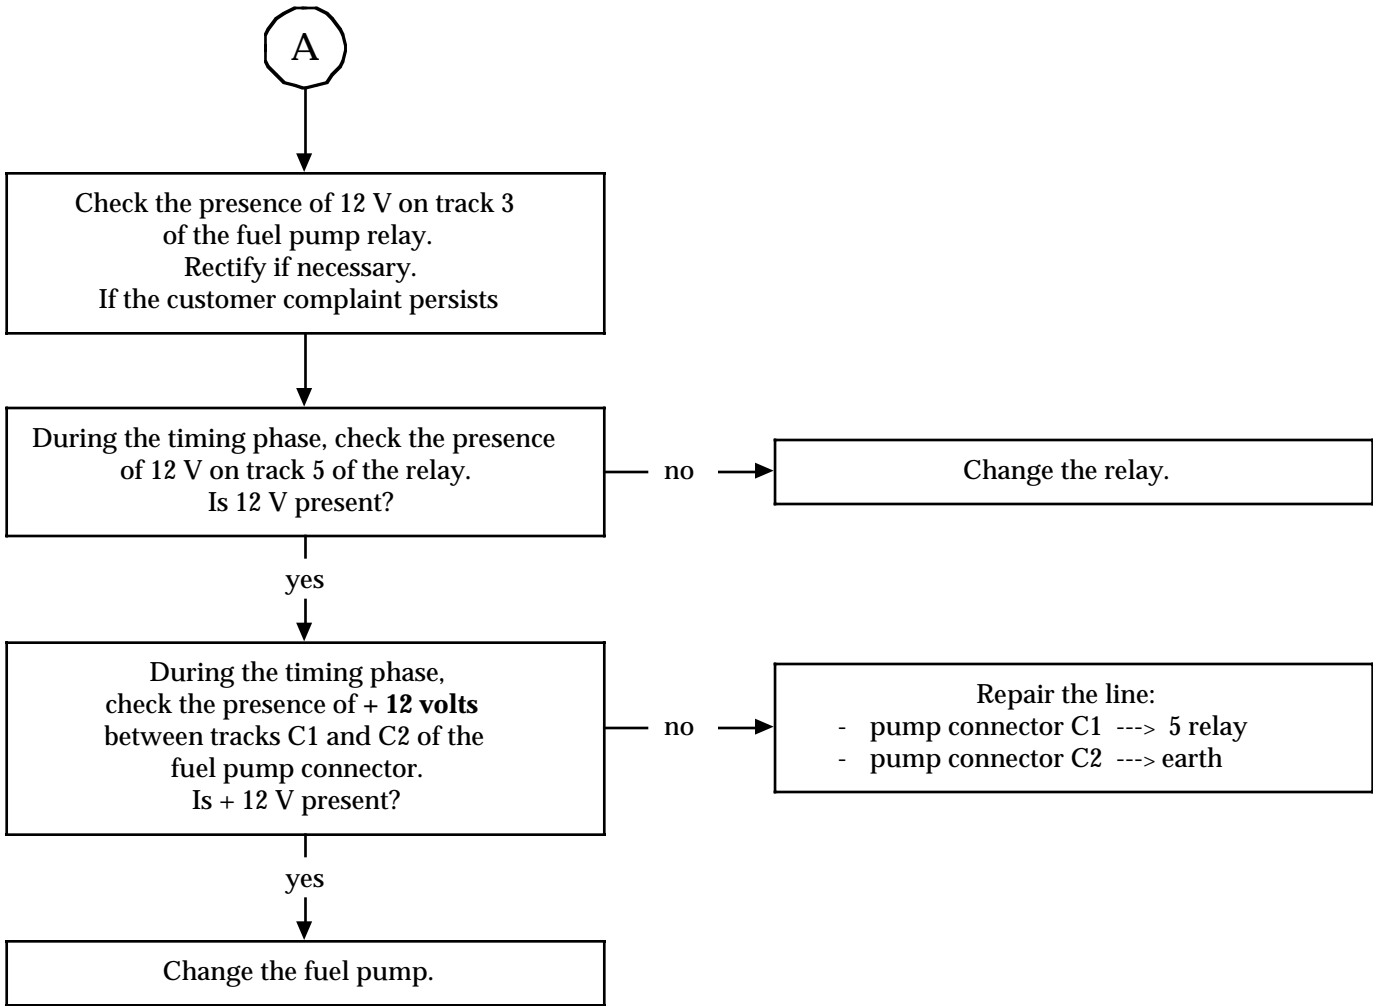 A
Check the presence of 12 V on track 3
of the fuel pump relay.
Rectify if necessary.
If the customer complaint persists
During the timing phase, check the presence
of 12 V on track 5 of the relay.
Is 12 V present?
no
Change the relay.
yes
During the timing phase,
check the presence of + 12 volts
between tracks C1 and C2 of the
fuel pump connector.
Is + 12 V present?
no
Repair the line:
- pump connector C1 ---> 5 relay
- pump connector C2 ---> earth
yes
Change the fuel pump.